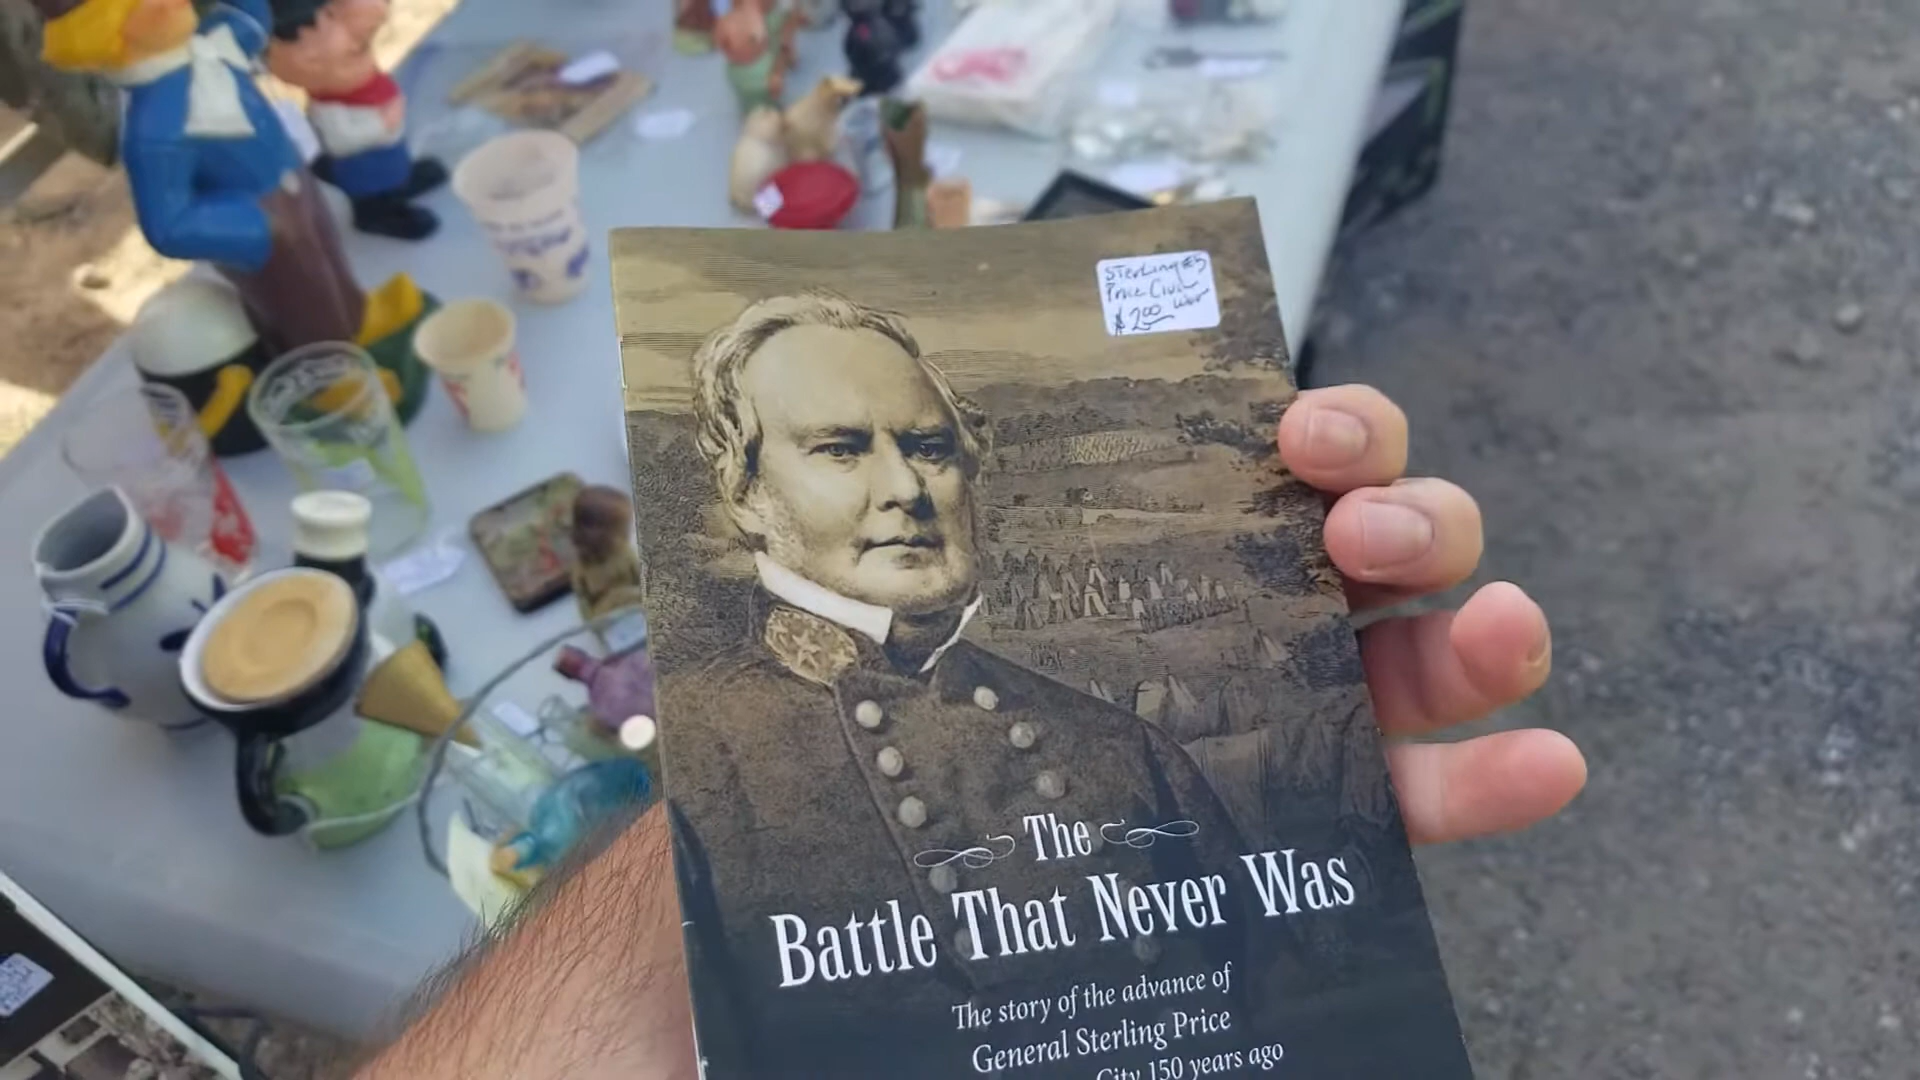 Sterling
Price Civil
War
$2.00
The
Battle That Never Was
The story of the advance of
General Sterling Price
City 150 years ago